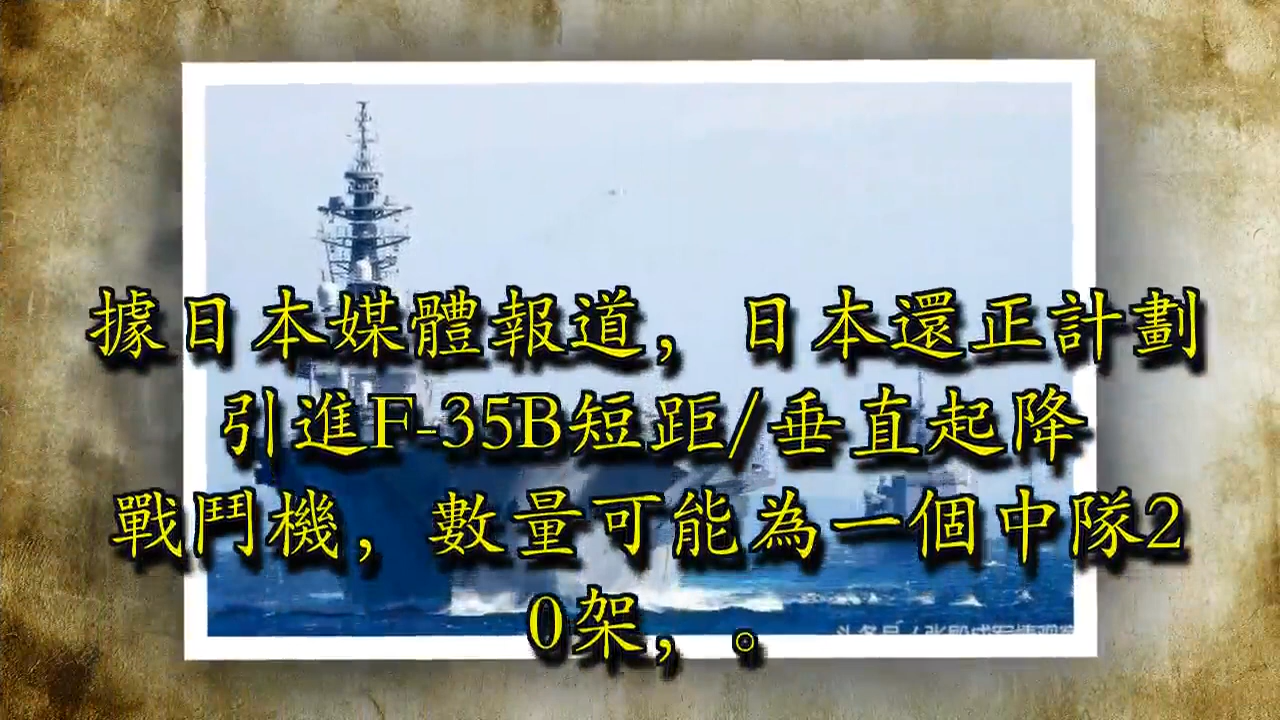 據日本媒體報道，日本還正計劃
引進F-35B短距/垂直起降
戰鬥機，數量可能為一個中隊2
0架，。